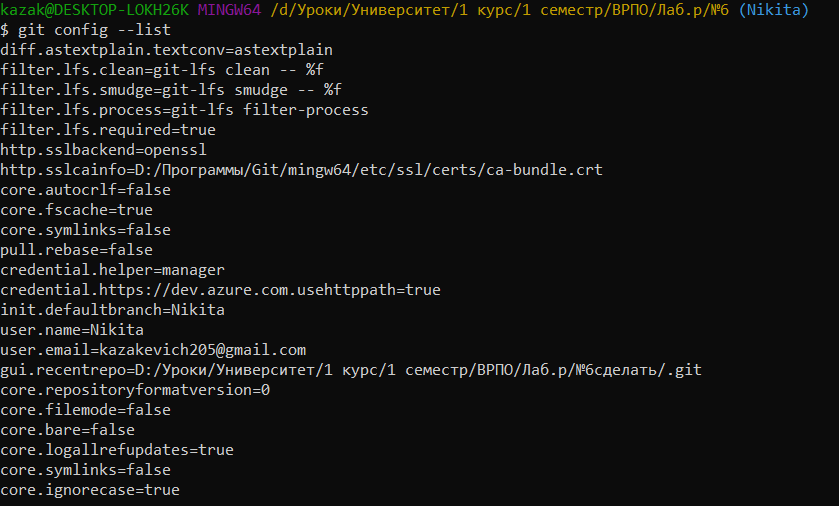 kazak@DESKTOP-LOKH26K MINGW64 /d/Уроки/Университет/1 курс/1 семестр/ВРПО/Лаб.р/№6 (Nikita)
$ git config --list
diff.astextplain.textconv=astextplain
filter.lfs.clean=git-lfs clean -- %f
filter.lfs.smudge=git-lfs smudge -- %f
filter.lfs.process=git-lfs filter-process
filter.lfs.required=true
http.sslbackend=openssl
http.sslcainfo=D:/Программы/Git/mingw64/etc/ssl/certs/ca-bundle.crt
core.autocrlf=false
core.fscache=true
core.symlinks=false
pull.rebase=false
credential.helper=manager
credential.https://dev.azure.com.usehttppath=true
init.defaultbranch=Nikita
user.name=Nikita
user.email=kazakevich205@gmail.com
gui.recentrepo=D:/Уроки/Университет/1 курс/1 семестр/ВРПО/Лаб.р/№6сделать/.git
core.repositoryformatversion=0
core.filemode=false
core.bare=false
core.logallrefupdates=true
core.symlinks=false
core.ignorecase=true